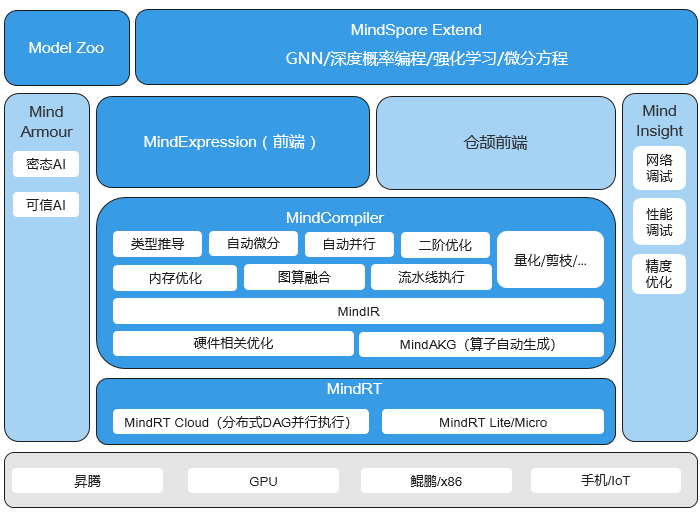 Model Zoo
MindSpore Extend
GNN/深度概率编程/强化学习/微分方程
Mind
Armour
密态AI
可信AI
MindExpression（前端）
仓颉前端
Mind
Insight
网络
调试
性能
调试
精度
优化
MindCompiler
类型推导
自动微分
自动并行
二阶优化
量化/剪枝/...
内存优化
图算融合
流水线执行
MindIR
硬件相关优化
MindAKG（算子自动生成）
MindRT
MindRT Cloud（分布式DAG并行执行）
MindRT Lite/Micro
昇腾
GPU
鲲鹏/x86
手机/IoT